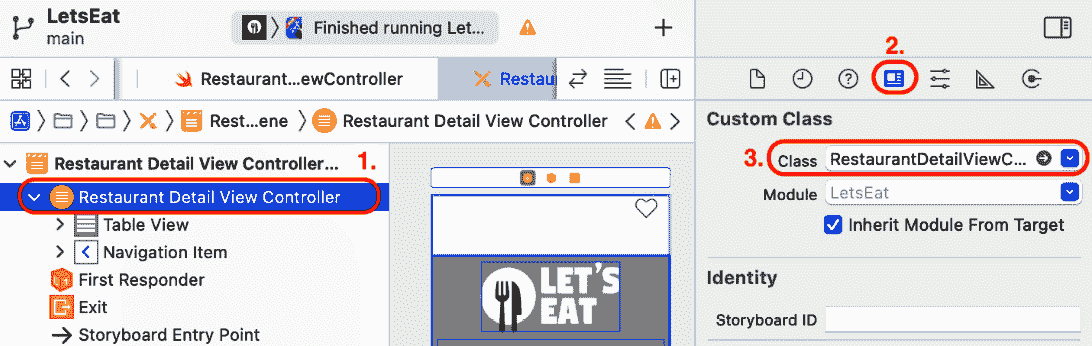 LetsEat
main
Finished running Let...
2.
Restaurant...ewController
Restau
Rest...ene
Restaurant Detail View Controller
Custom Class
1.
Restaurant Detail View Controller...
3.
Class
RestaurantDetailViewC...
Restaurant Detail View Controller
Module
LetsEat
Table View
Inherit Module From Target
Navigation Item
First Responder
LET'S
EAT
Identity
Exit
Storyboard Entry Point
Storyboard ID